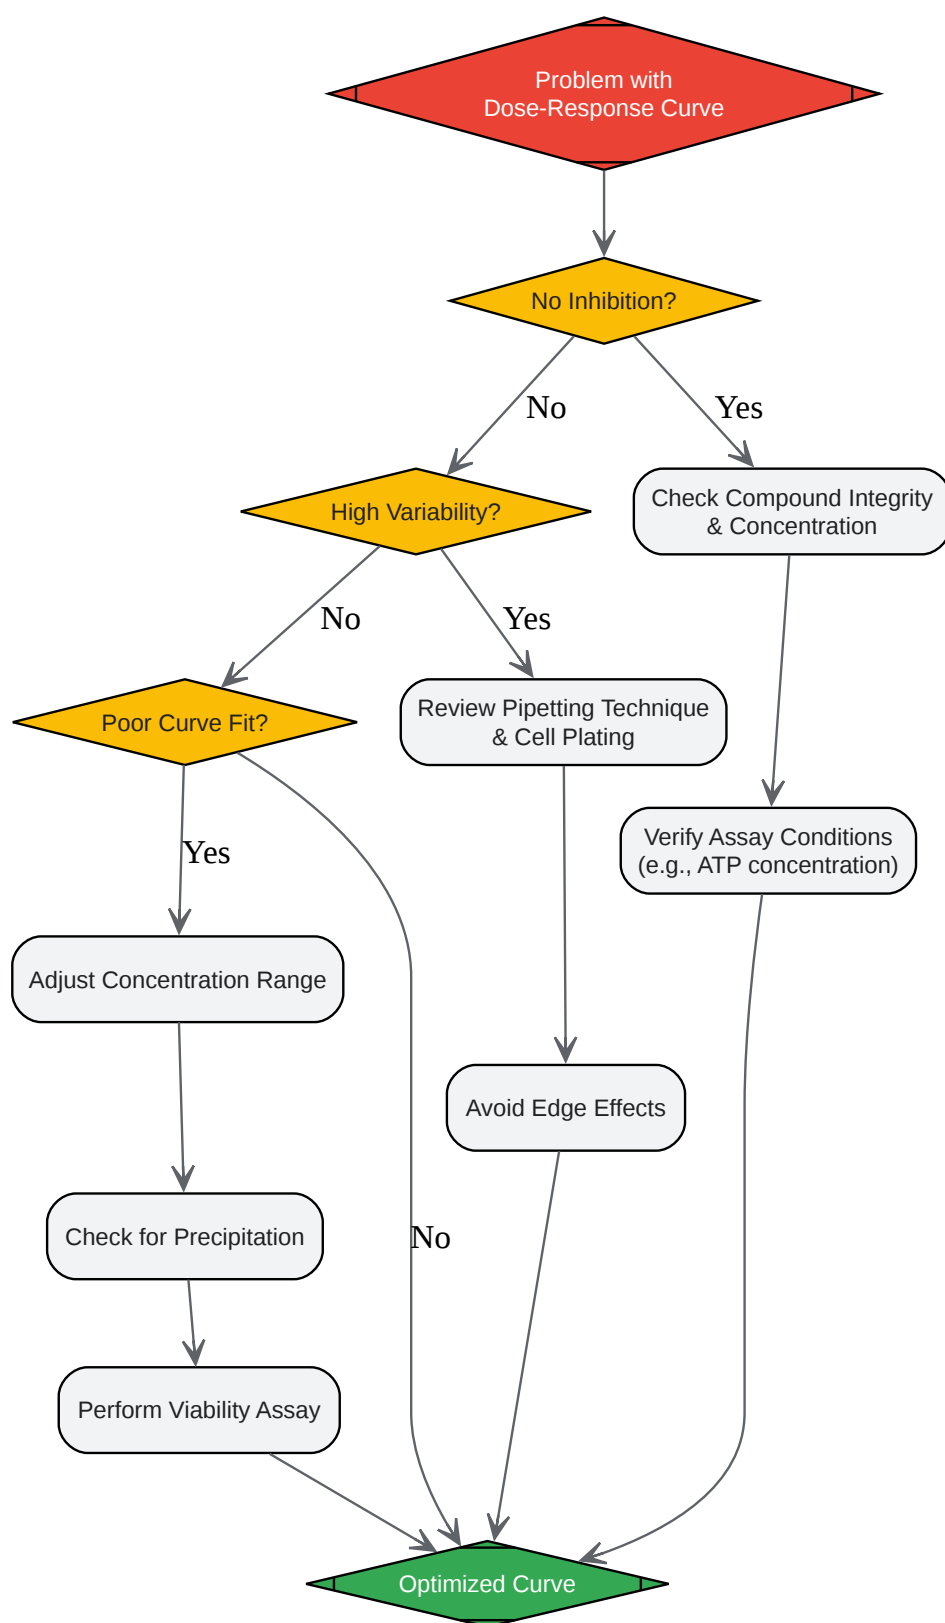 Problem with
Dose-Response Curve
No Inhibition?
No
Yes
High Variability?
Check Compound Integrity
& Concentration
No
Yes
Poor Curve Fit?
Review Pipetting Technique
& Cell Plating
Yes
Verify Assay Conditions
(e.g., ATP concentration)
Adjust Concentration Range
Avoid Edge Effects
Check for Precipitation
No
Perform Viability Assay
Optimized Curve